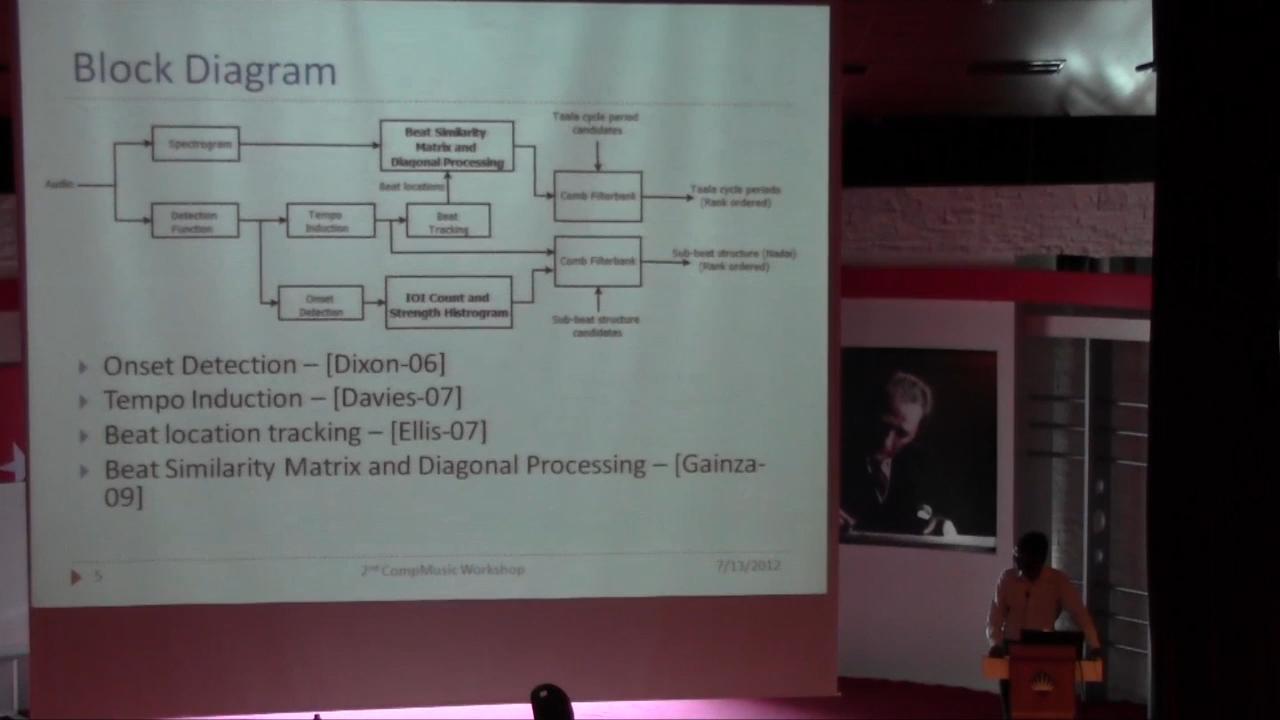 Block Diagram
Taala cycle period
candidates
Beat Similarity
Matrix and
Diagonal Processing
Spectrogram
Audio
Beat locations
Comb Filterbank
Taala cycle periods
(Rank ordered)
Detection
Function
Tempo
Induction
Beat
Tracking
Comb Filterbank
Sub-beat structure (Nadai)
(Rank ordered)
Onset
Detection
IOI Count and
Strength Histrogram
Sub-beat structure
candidates
Onset Detection – [Dixon-06]
Tempo Induction – [Davies-07]
Beat location tracking – [Ellis-07]
Beat Similarity Matrix and Diagonal Processing – [Gainza-
09]
5
2nd CompMusic Workshop
7/13/2012